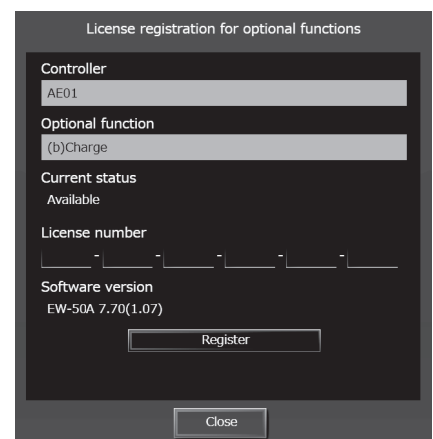 License registration for optional functions
Controller
AE01
Optional function
(b)Charge
Current status
Available
License number
- - - - -
Software version
EW-50A 7.70(1.07)
Register
Close